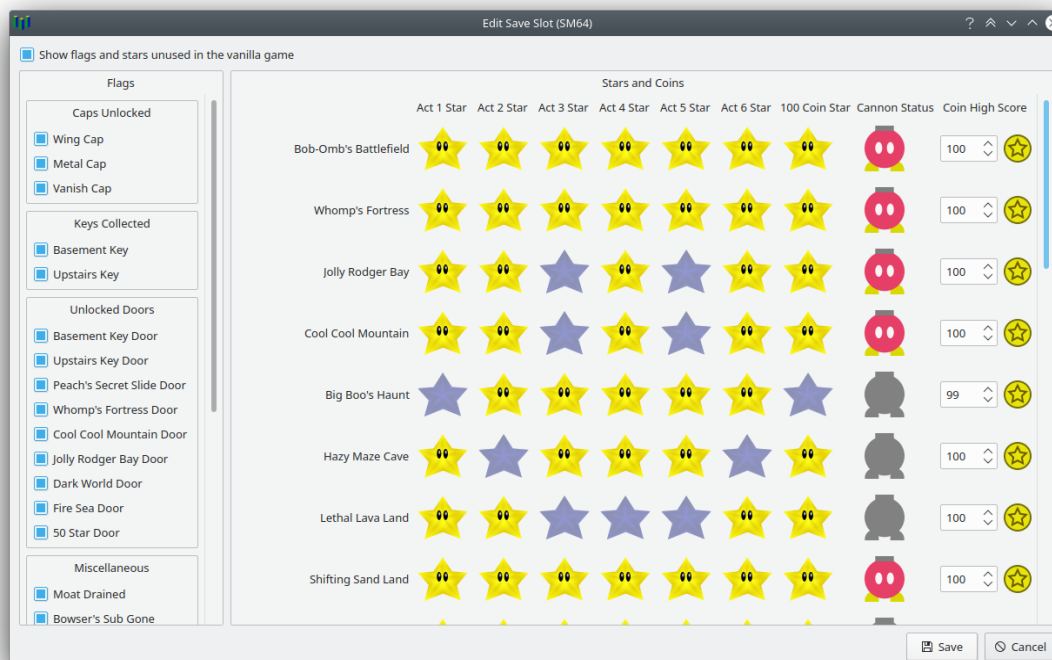 Edit Save Slot (SM64)
Show flags and stars unused in the vanilla game
Flags
Caps Unlocked
Wing Cap
Metal Cap
Vanish Cap
Keys Collected
Basement Key
Upstairs Key
Unlocked Doors
Basement Key Door
Upstairs Key Door
Peach's Secret Slide Door
Whomp's Fortress Door
Cool Cool Mountain Door
Jolly Rodger Bay Door
Dark World Door
Fire Sea Door
50 Star Door
Miscellaneous
Moat Drained
Bowser's Sub Gone
Stars and Coins
Act 1 Star Act 2 Star Act 3 Star Act 4 Star Act 5 Star Act 6 Star 100 Coin Star Cannon Status Coin High Score
Bob-Omb's Battlefield 100
Whomp's Fortress 100
Jolly Rodger Bay 100
Cool Cool Mountain 100
Big Boo's Haunt 99
Hazy Maze Cave 100
Lethal Lava Land 100
Shifting Sand Land 100
Save Cancel